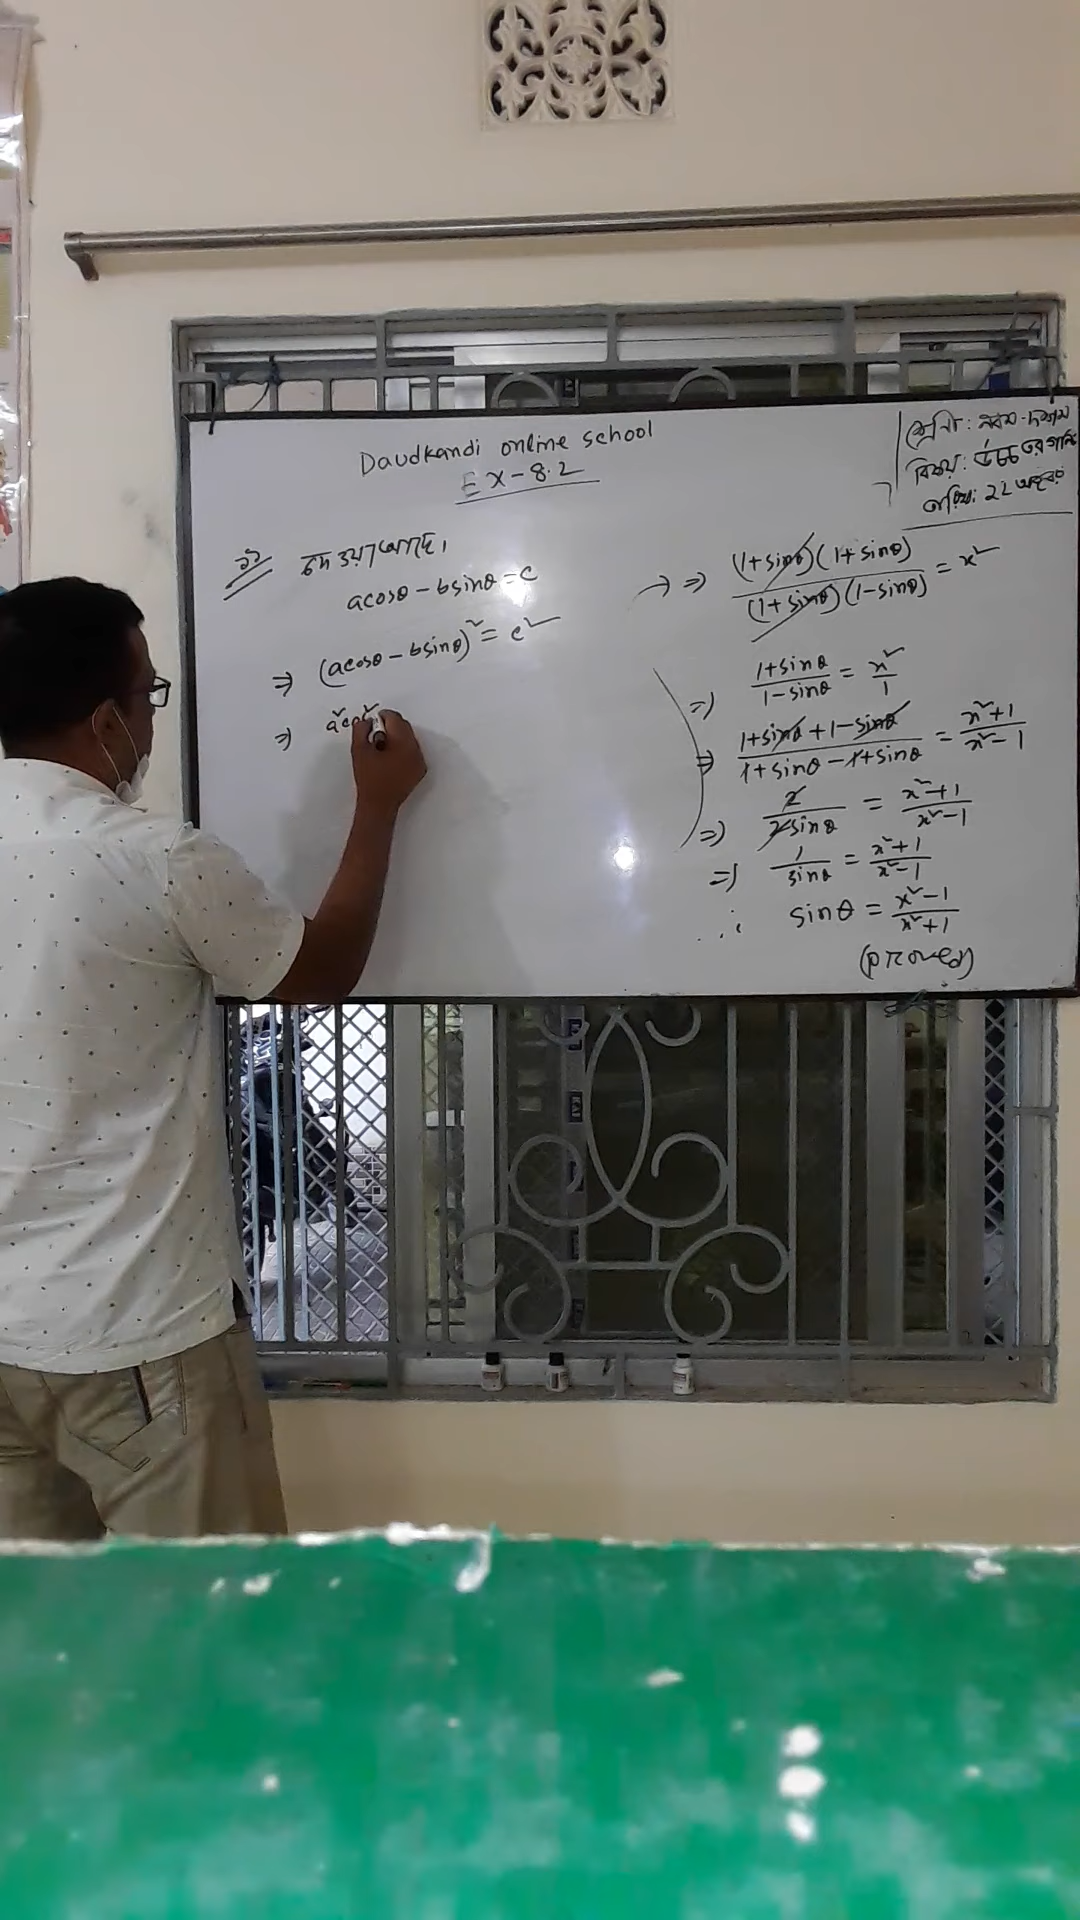 Daudkandi online school
EX-8.2
শ্রেণী: নবম-দশম
বিষয়: উচ্চতর গণিত
তারিখ: 22 অক্টোবর
১১ দেওয়া আছে,
acosθ - bsinθ = c
⇒ (acosθ - bsinθ)² = c²
⇒ a²cos²
⇒ (1+sinθ)(1+sinθ) / (1+sinθ)(1-sinθ) = x²
⇒ 1+sinθ / 1-sinθ = x² / 1
⇒ 1+sinθ+1-sinθ / 1+sinθ-1+sinθ = x²+1 / x²-1
⇒ 2 / 2sinθ = x²+1 / x²-1
⇒ 1 / sinθ = x²+1 / x²-1
∴ sinθ = x²-1 / x²+1
(proved)
KAI
KAI